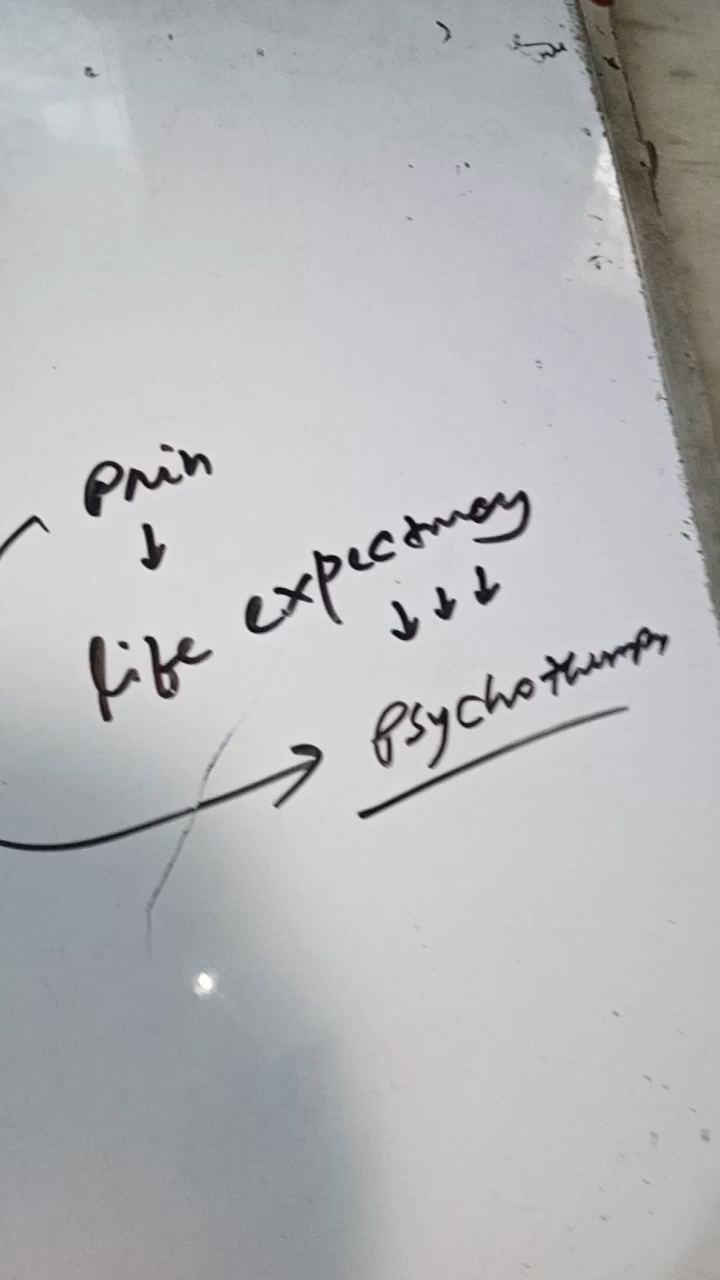 Pain
↓
life expectancy
↓ ↓ ↓
Psychotherapy